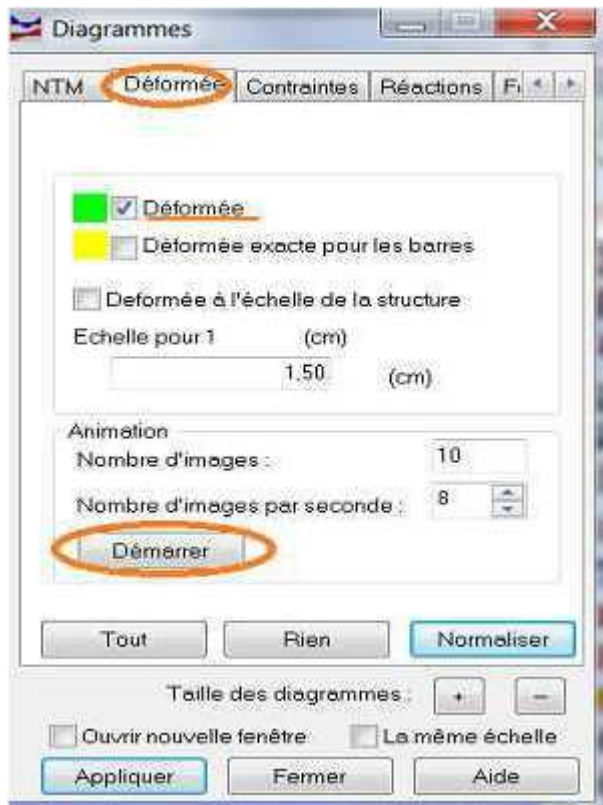 Diagrammes
NTM Déformée Contraintes Réactions
Déformée
Déformée exacte pour les barres
Deformée à l'échelle de la structure
Echelle pour 1 (cm)
1,50 (cm)
Animation
Nombre d'images : 10
Nombre d'images par seconde : 8
Démarrer
Tout Rien Normaliser
Taille des diagrammes : + -
Ouvrir nouvelle fenêtre La même échelle
Appliquer Fermer Aide